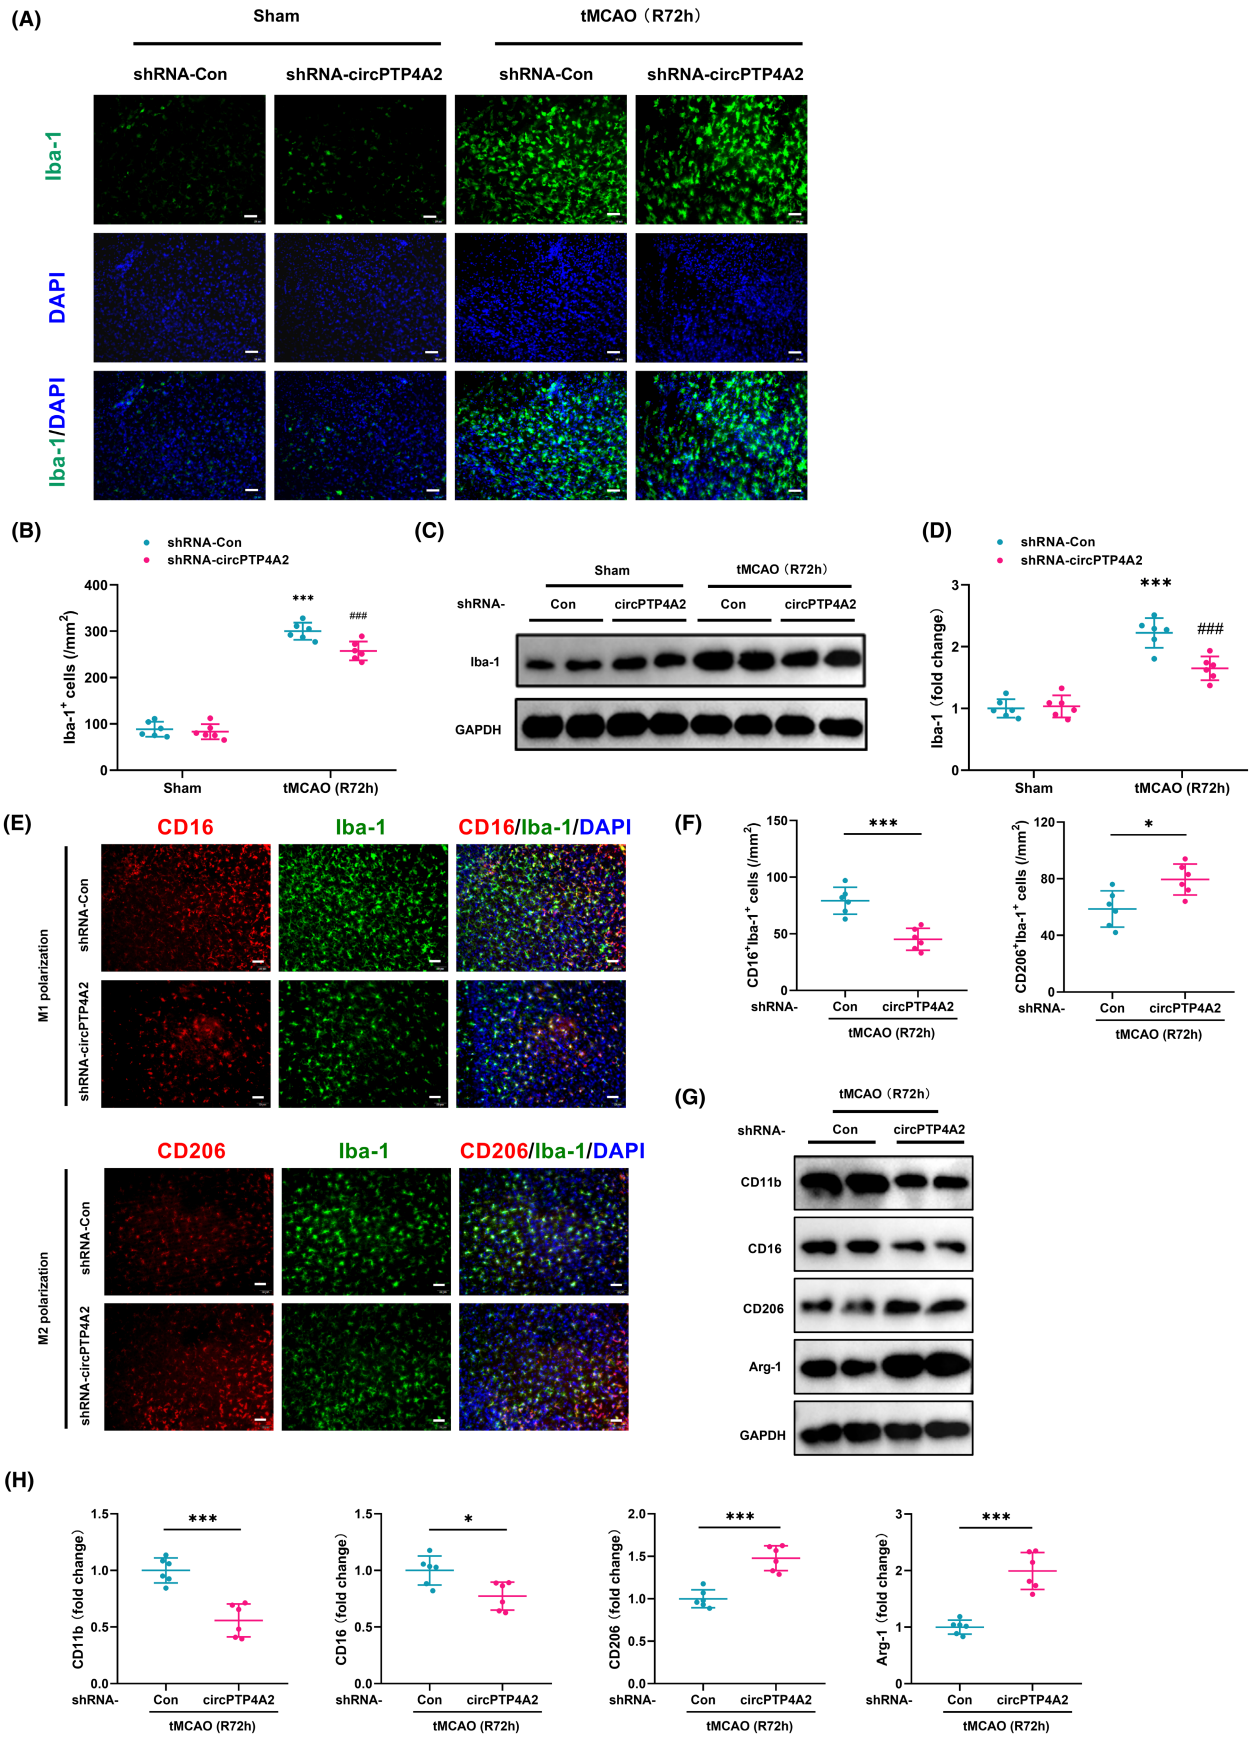 (A)
Sham
tMCAO (R72h)
shRNA-Con
shRNA-circPTP4A2
shRNA-Con
shRNA-circPTP4A2
Iba-1
DAPI
Iba-1/DAPI
(B)
shRNA-Con
shRNA-circPTP4A2
Iba-1+ cells (/mm2)
400
300
200
100
0
***
###
Sham
tMCAO (R72h)
(C)
Sham
tMCAO (R72h)
shRNA-
Con
circPTP4A2
Con
circPTP4A2
Iba-1
GAPDH
(D)
shRNA-Con
shRNA-circPTP4A2
Iba-1 (fold change)
3
2
1
0
***
###
Sham
tMCAO (R72h)
(E)
CD16
Iba-1
CD16/Iba-1/DAPI
M1 polarization
shRNA-Con
shRNA-circPTP4A2
CD206
Iba-1
CD206/Iba-1/DAPI
M2 polarization
shRNA-Con
shRNA-circPTP4A2
(F)
CD16+Iba-1+ cells (/mm2)
150
100
50
0
***
shRNA-
Con
circPTP4A2
tMCAO (R72h)
CD206+Iba-1+ cells (/mm2)
120
80
40
0
*
shRNA-
Con
circPTP4A2
tMCAO (R72h)
(G)
tMCAO (R72h)
shRNA-
Con
circPTP4A2
CD11b
CD16
CD206
Arg-1
GAPDH
(H)
CD11b (fold change)
1.5
1.0
0.5
0.0
***
shRNA-
Con
circPTP4A2
tMCAO (R72h)
CD16 (fold change)
1.5
1.0
0.5
0.0
*
shRNA-
Con
circPTP4A2
tMCAO (R72h)
CD206 (fold change)
2.0
1.5
1.0
0.5
0.0
***
shRNA-
Con
circPTP4A2
tMCAO (R72h)
Arg-1 (fold change)
3
2
1
0
***
shRNA-
Con
circPTP4A2
tMCAO (R72h)